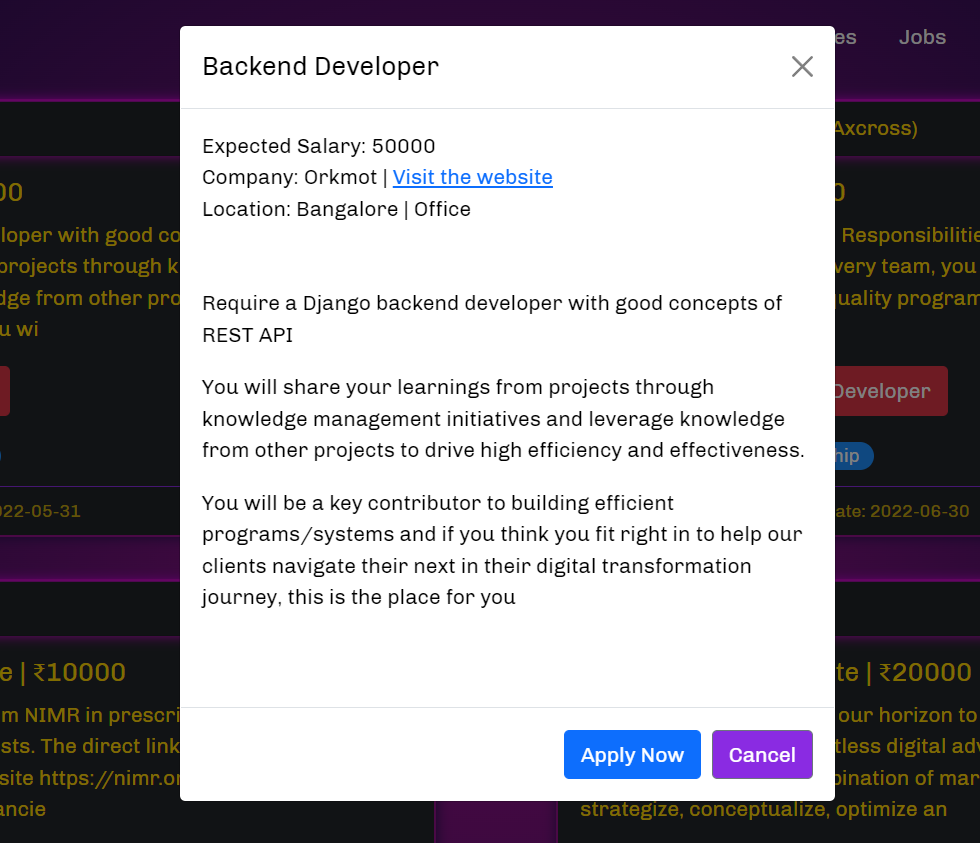 es Jobs
Backend Developer
Expected Salary: 50000
Company: Orkmot | Visit the website
Location: Bangalore | Office
Require a Django backend developer with good concepts of
REST API
You will share your learnings from projects through
knowledge management initiatives and leverage knowledge
from other projects to drive high efficiency and effectiveness.
You will be a key contributor to building efficient
programs/systems and if you think you fit right in to help our
clients navigate their next in their digital transformation
journey, this is the place for you
Apply Now Cancel
00
loper with good co
projects through k
dge from other pro
u wi
022-05-31
e | ₹10000
m NIMR in prescri
sts. The direct link
site https://nimr.or
ancie
Axcross)
0
Responsibilitie
very team, you
uality program
Developer
hip
ate: 2022-06-30
te | ₹20000
our horizon to
tless digital adv
bination of mar
strategize, conceptualize, optimize an